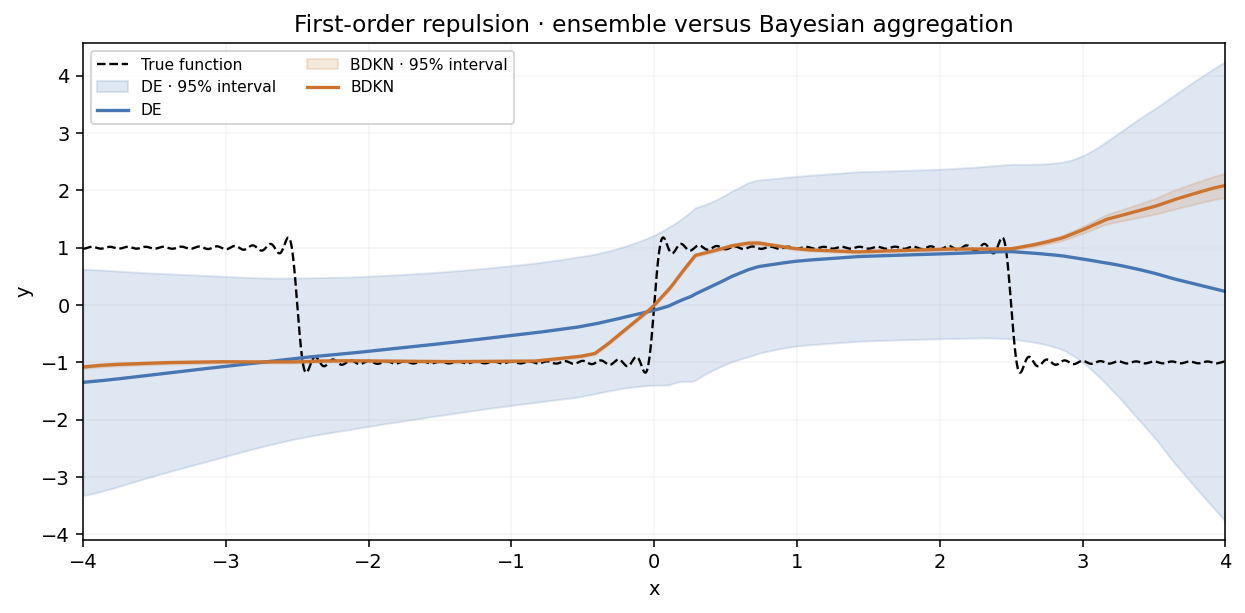 First-order repulsion · ensemble versus Bayesian aggregation
True function
DE · 95% interval
DE
BDKN · 95% interval
BDKN
y
4
3
2
1
0
−1
−2
−3
−4
−4 −3 −2 −1 0 1 2 3 4
x